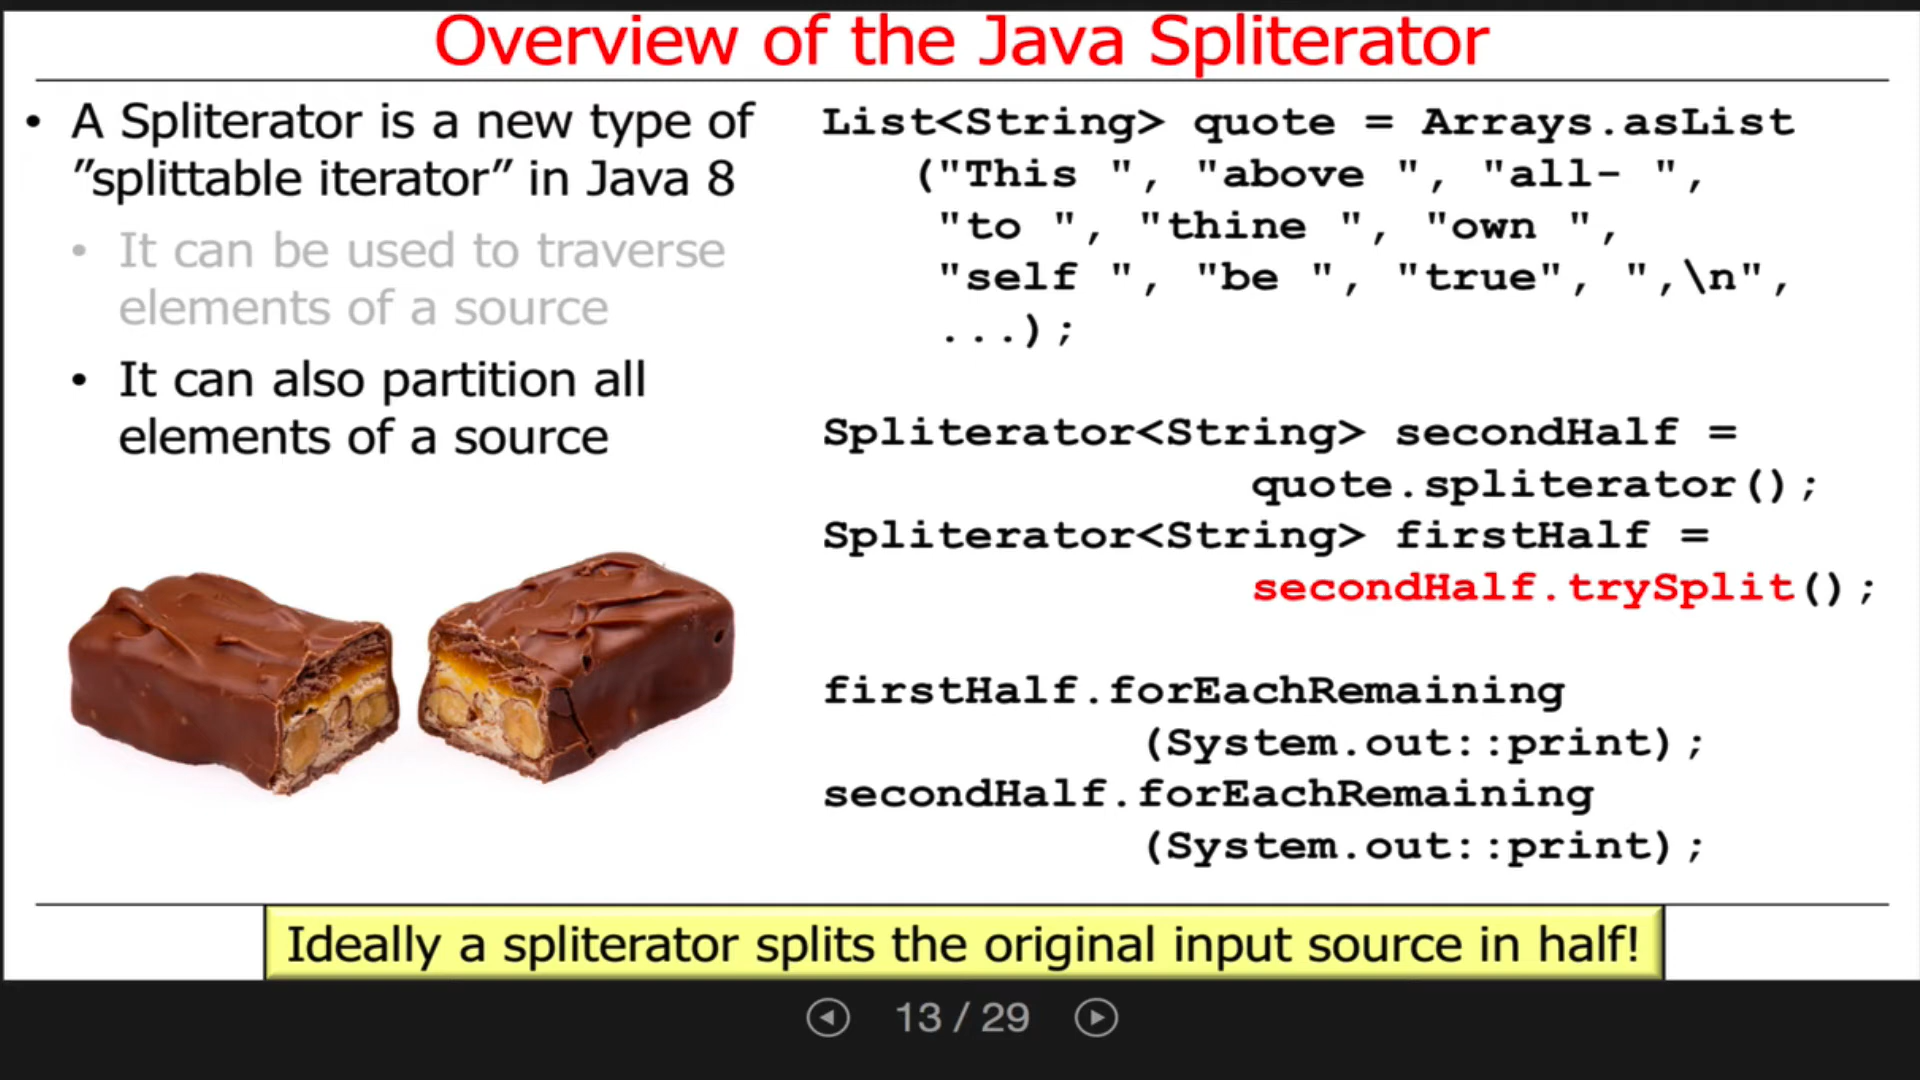 Overview of the Java Spliterator
• A Spliterator is a new type of
”splittable iterator” in Java 8
• It can be used to traverse
elements of a source
• It can also partition all
elements of a source
List<String> quote = Arrays.asList
("This ", "above ", "all- ",
"to ", "thine ", "own ",
"self ", "be ", "true", ",\n",
...);
Spliterator<String> secondHalf =
quote.spliterator();
Spliterator<String> firstHalf =
secondHalf.trySplit();
firstHalf.forEachRemaining
(System.out::print);
secondHalf.forEachRemaining
(System.out::print);
Ideally a spliterator splits the original input source in half!
13 / 29